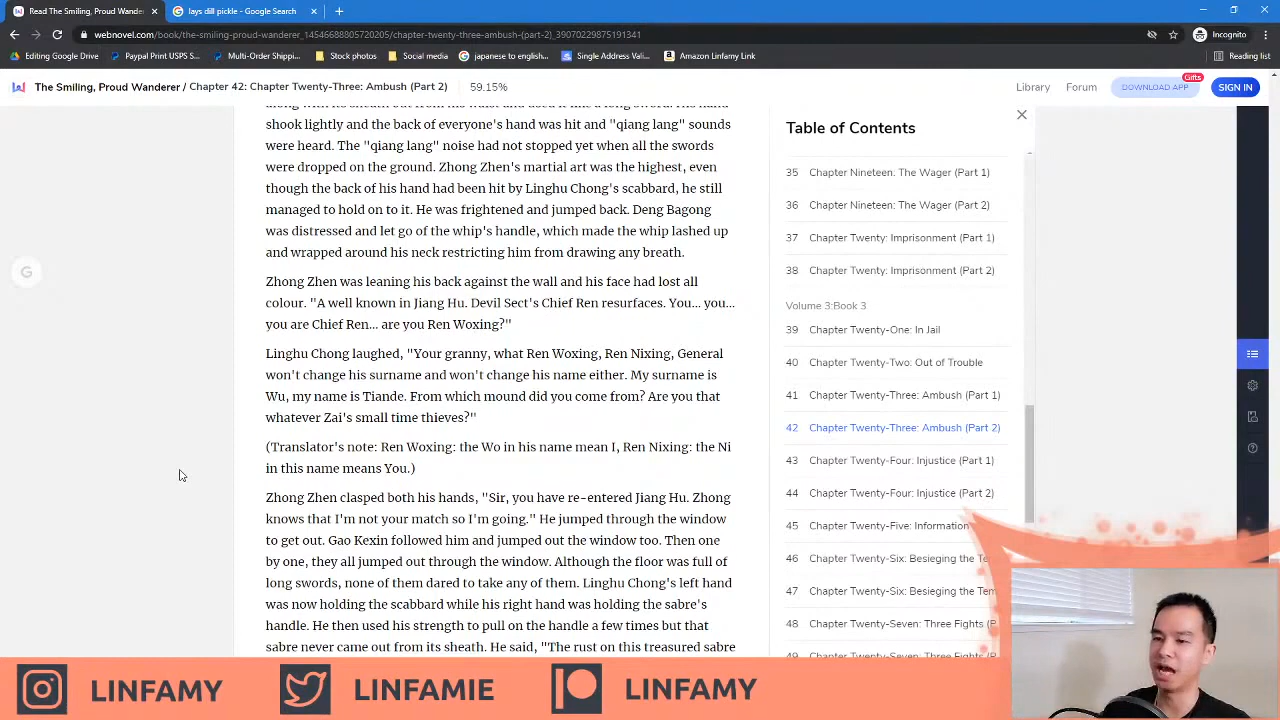 Read The Smiling, Proud Wander
lays dill pickle - Google Search
webnovel.com/book/the-smiling-proud-wanderer_14546688805720205/chapter-twenty-three-ambush-(part-2)_39070229875191341
Incognito
Editing Google Drive
Paypal Print USPS S...
Multi-Order Shippi...
Stock photos
Social media
japanese to english...
Single Address Vali...
Amazon Linfamy Link
Reading list
The Smiling, Proud Wanderer / Chapter 42: Chapter Twenty-Three: Ambush (Part 2)
59.15%
Library
Forum
DOWNLOAD APP
Gifts
SIGN IN
shook lightly and the back of everyone's hand was hit and "qiang lang" sounds
were heard. The "qiang lang" noise had not stopped yet when all the swords
were dropped on the ground. Zhong Zhen's martial art was the highest, even
though the back of his hand had been hit by Linghu Chong's scabbard, he still
managed to hold on to it. He was frightened and jumped back. Deng Bagong
was distressed and let go of the whip's handle, which made the whip lashed up
and wrapped around his neck restricting him from drawing any breath.
Zhong Zhen was leaning his back against the wall and his face had lost all
colour. "A well known in Jiang Hu. Devil Sect's Chief Ren resurfaces. You... you...
you are Chief Ren... are you Ren Woxing?"
Linghu Chong laughed, "Your granny, what Ren Woxing, Ren Nixing, General
won't change his surname and won't change his name either. My surname is
Wu, my name is Tiande. From which mound did you come from? Are you that
whatever Zai's small time thieves?"
(Translator's note: Ren Woxing: the Wo in his name mean I, Ren Nixing: the Ni
in this name means You.)
Zhong Zhen clasped both his hands, "Sir, you have re-entered Jiang Hu. Zhong
knows that I'm not your match so I'm going." He jumped through the window
to get out. Gao Kexin followed him and jumped out the window too. Then one
by one, they all jumped out through the window. Although the floor was full of
long swords, none of them dared to take any of them. Linghu Chong's left hand
was now holding the scabbard while his right hand was holding the sabre's
handle. He then used his strength to pull on the handle a few times but that
sabre never came out from its sheath. He said, "The rust on this treasured sabre
Table of Contents
35 Chapter Nineteen: The Wager (Part 1)
36 Chapter Nineteen: The Wager (Part 2)
37 Chapter Twenty: Imprisonment (Part 1)
38 Chapter Twenty: Imprisonment (Part 2)
Volume 3:Book 3
39 Chapter Twenty-One: In Jail
40 Chapter Twenty-Two: Out of Trouble
41 Chapter Twenty-Three: Ambush (Part 1)
42 Chapter Twenty-Three: Ambush (Part 2)
43 Chapter Twenty-Four: Injustice (Part 1)
44 Chapter Twenty-Four: Injustice (Part 2)
45 Chapter Twenty-Five: Information
46 Chapter Twenty-Six: Besieging the Te
47 Chapter Twenty-Six: Besieging the Tem
48 Chapter Twenty-Seven: Three Fights (P
LINFAMY
LINFAMIE
LINFAMY